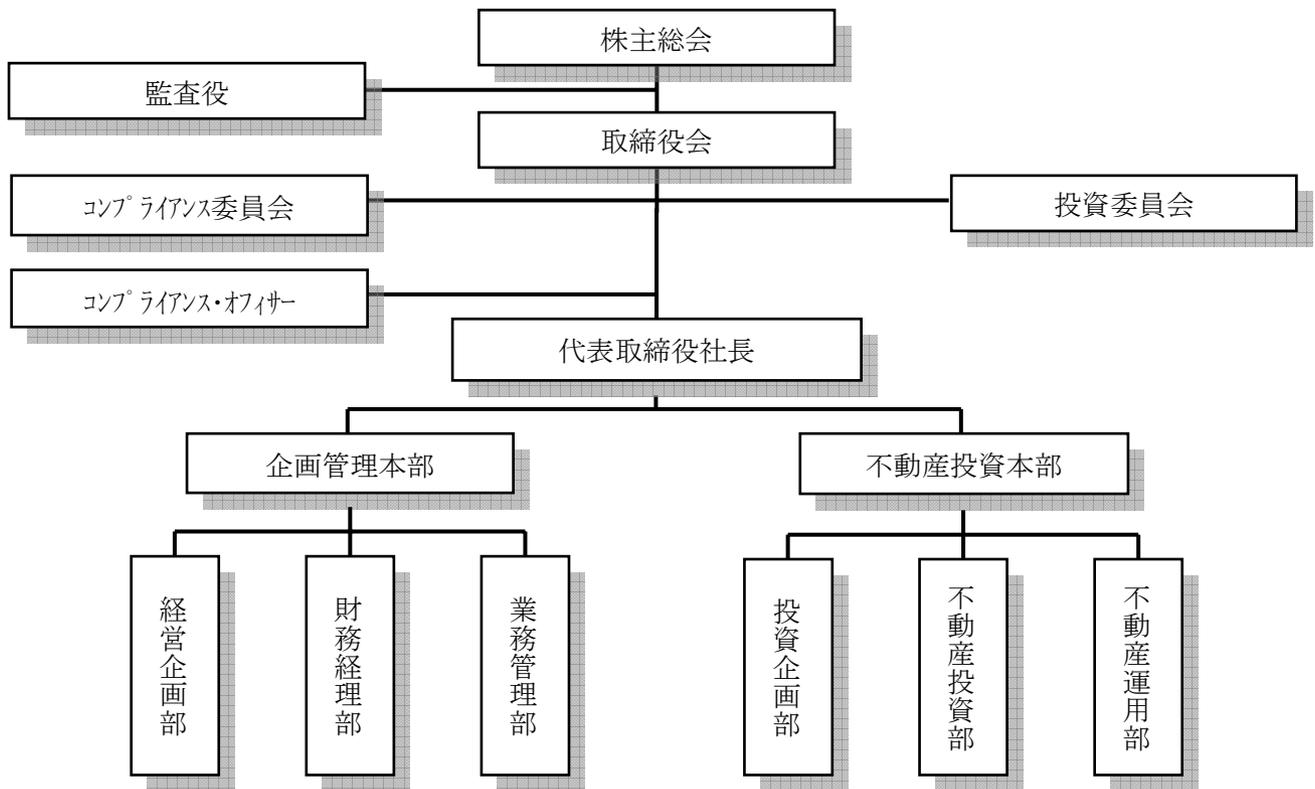 株主総会
監査役
取締役会
ｺﾝﾌﾟﾗｲｱﾝｽ委員会
投資委員会
ｺﾝﾌﾟﾗｲｱﾝｽ・ｵﾌｨｻｰ
代表取締役社長
企画管理本部
不動産投資本部
経営企画部
財務経理部
業務管理部
投資企画部
不動産投資部
不動産運用部